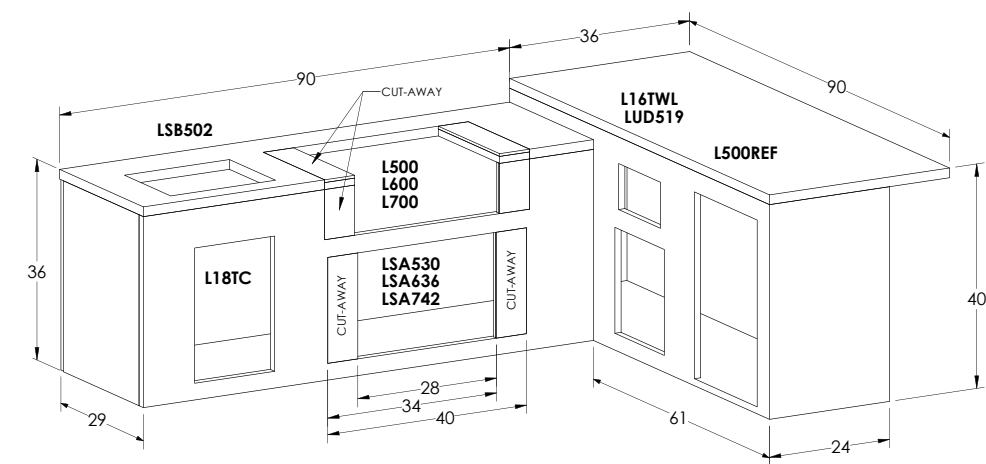 36
90
90
CUT-AWAY
LSB502
L16TWL
LUD519
L500REF
L500
L600
L700
36
L18TC
CUT-AWAY
LSA530
LSA636
LSA742
CUT-AWAY
40
28
34
40
29
61
24